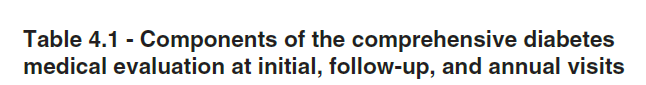 Table 4.1 - Components of the comprehensive diabetes
medical evaluation at initial, follow-up, and annual visits